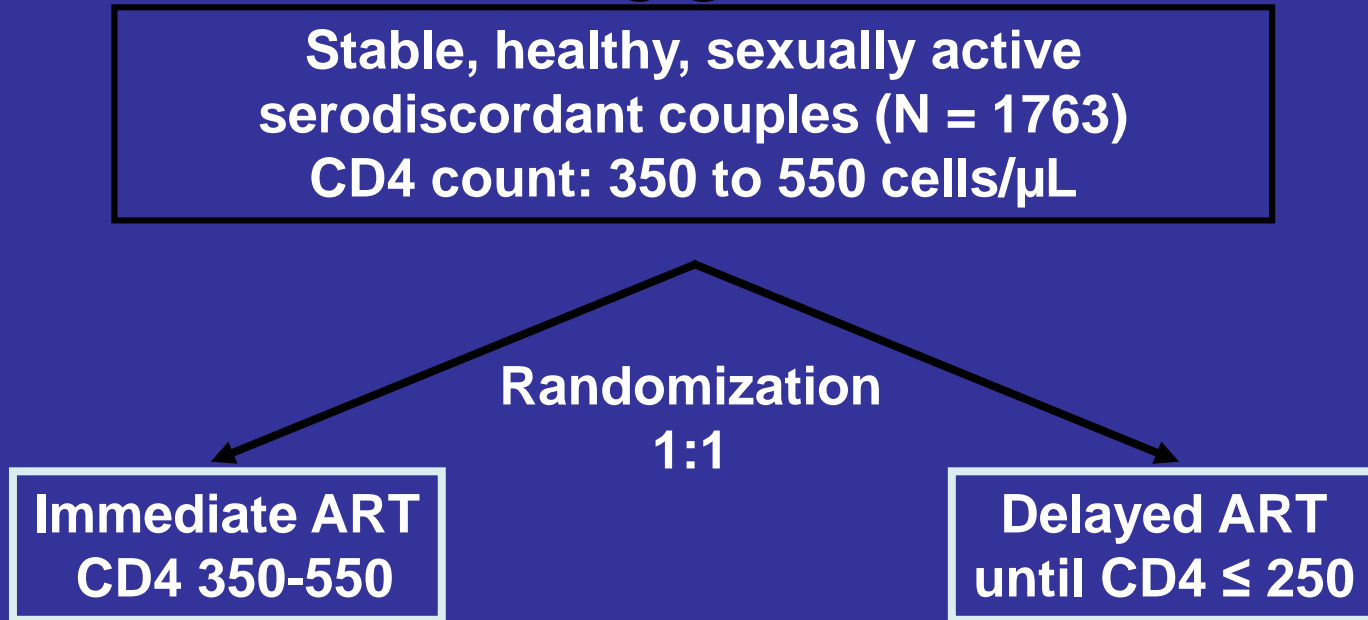 Stable, healthy, sexually active
serodiscordant couples (N = 1763)
CD4 count: 350 to 550 cells/µL
Randomization
1:1
Immediate ART
CD4 350-550
Delayed ART
until CD4 ≤ 250